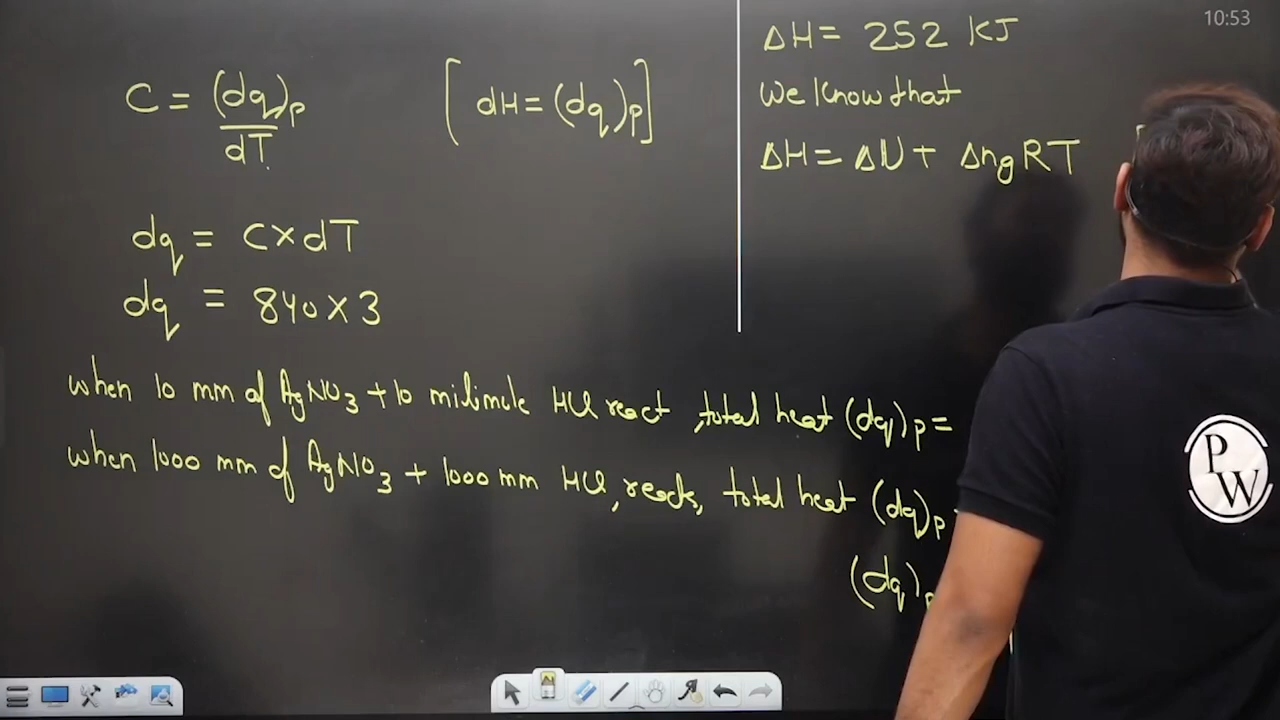 10:53
C = (dq)p / dT
[dH = (dq)p]
dq = C×dT
dq = 840×3
ΔH = 252 KJ
We know that
ΔH = ΔU + Δng RT
when 10 mm of AgNO3 + 10 milimole HCl react, total heat (dq)p =
when 1000 mm of AgNO3 + 1000 mm HCl, reacts, total heat (dq)p
(dq)p
PW